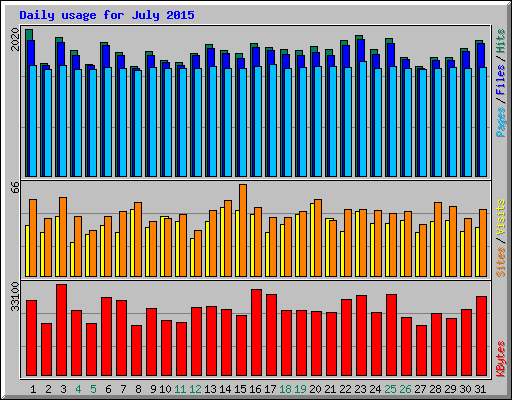 Daily usage for July 2015
2020
Pages / Files / Hits
66
Sites / Visits
33100
KBytes
1 2 3 4 5 6 7 8 9 10 11 12 13 14 15 16 17 18 19 20 21 22 23 24 25 26 27 28 29 30 31